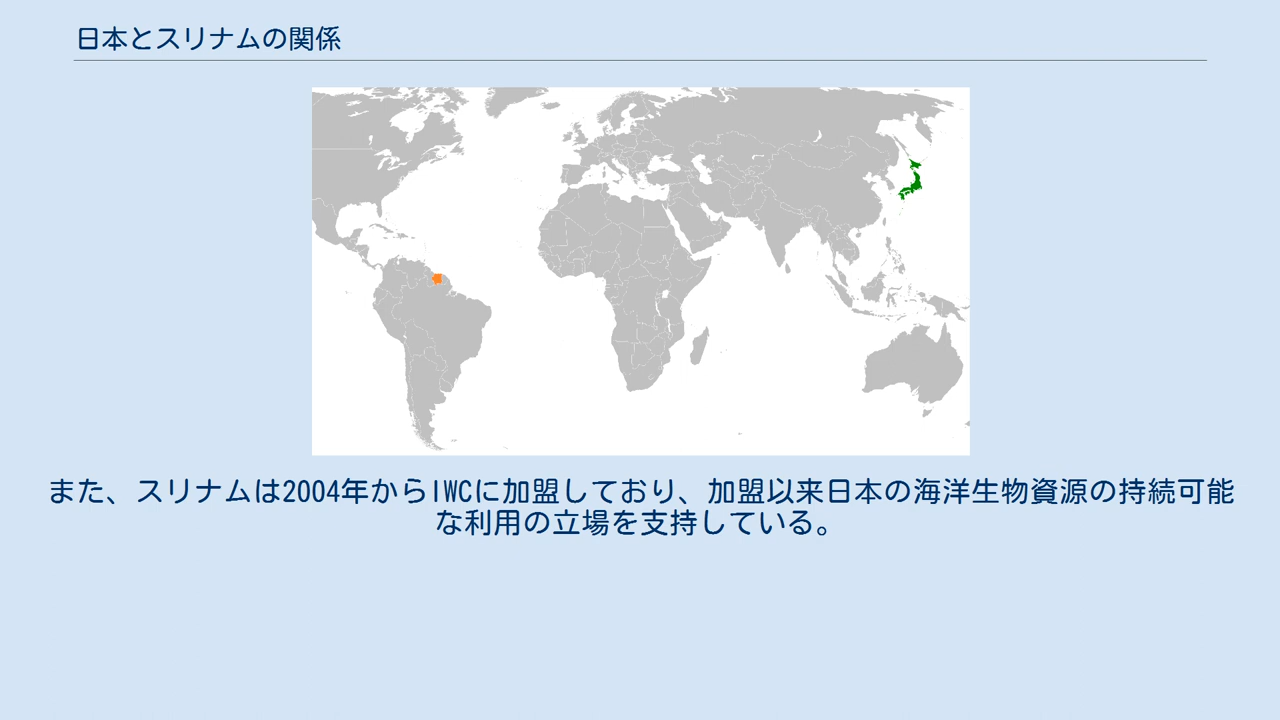 日本とスリナムの関係
また、スリナムは2004年からIWCに加盟しており、加盟以来日本の海洋生物資源の持続可能
な利用の立場を支持している。